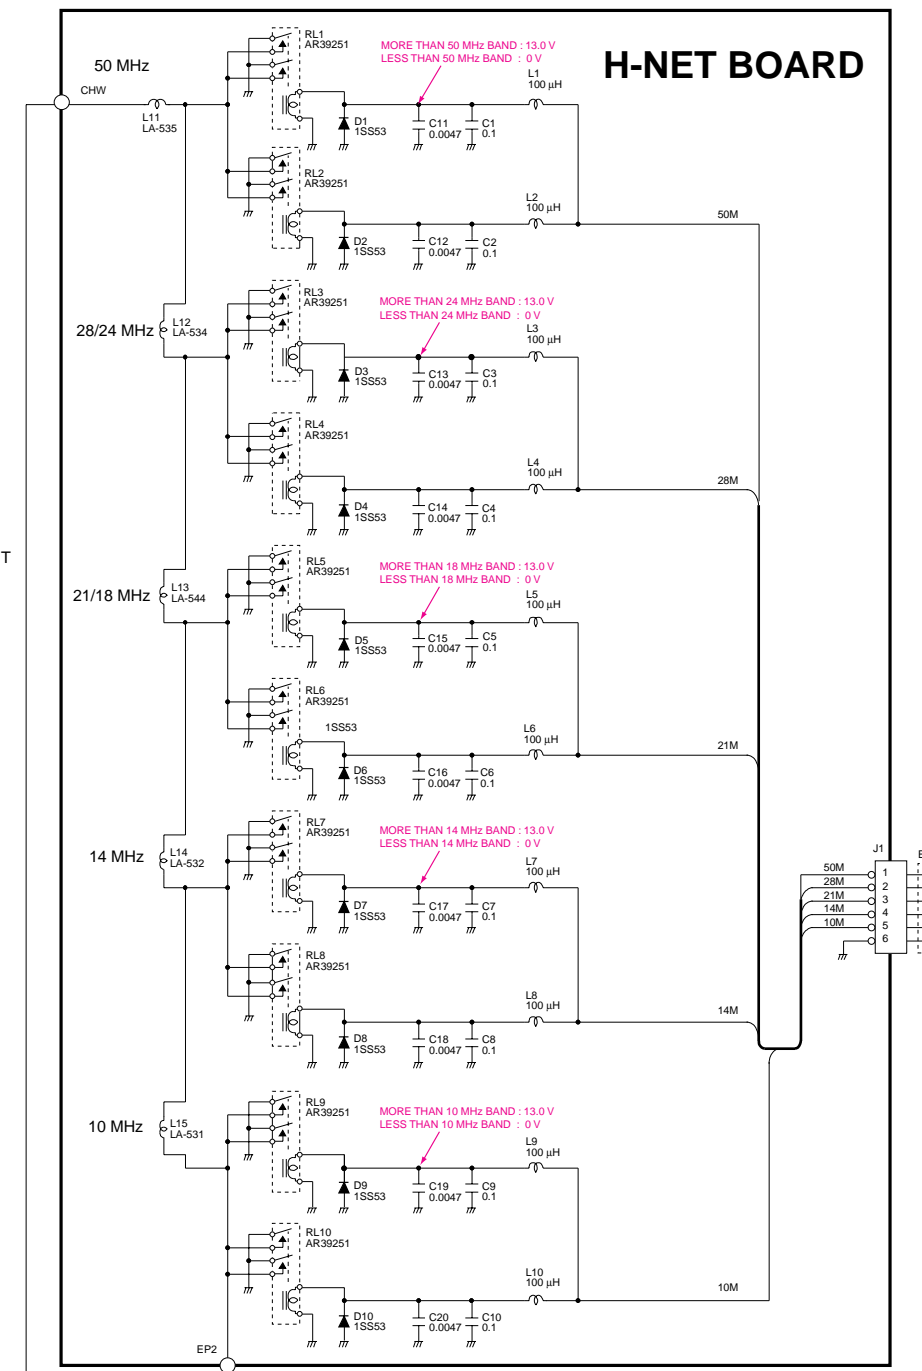 H-NET BOARD
50 MHz
CHW
L11
LA-535
RL1
AR39251
MORE THAN 50 MHz BAND : 13.0 V
LESS THAN 50 MHz BAND : 0 V
L1
100 µH
D1
1SS53
C11
0.0047
C1
0.1
RL2
AR39251
L2
100 µH
50M
D2
1SS53
C12
0.0047
C2
0.1
28/24 MHz
L12
LA-534
RL3
AR39251
MORE THAN 24 MHz BAND : 13.0 V
LESS THAN 24 MHz BAND : 0 V
L3
100 µH
D3
1SS53
C13
0.0047
C3
0.1
RL4
AR39251
L4
100 µH
28M
D4
1SS53
C14
0.0047
C4
0.1
T
21/18 MHz
L13
LA-544
RL5
AR39251
MORE THAN 18 MHz BAND : 13.0 V
LESS THAN 18 MHz BAND : 0 V
L5
100 µH
D5
1SS53
C15
0.0047
C5
0.1
RL6
AR39251
1SS53
L6
100 µH
21M
D6
1SS53
C16
0.0047
C6
0.1
14 MHz
L14
LA-532
RL7
AR39251
MORE THAN 14 MHz BAND : 13.0 V
LESS THAN 14 MHz BAND : 0 V
L7
100 µH
D7
1SS53
C17
0.0047
C7
0.1
J1
50M 1
28M 2
21M 3
14M 4
10M 5
6
RL8
AR39251
L8
100 µH
14M
D8
1SS53
C18
0.0047
C8
0.1
10 MHz
L15
LA-531
RL9
AR39251
MORE THAN 10 MHz BAND : 13.0 V
LESS THAN 10 MHz BAND : 0 V
L9
100 µH
D9
1SS53
C19
0.0047
C9
0.1
RL10
AR39251
L10
100 µH
10M
D10
1SS53
C20
0.0047
C10
0.1
EP2